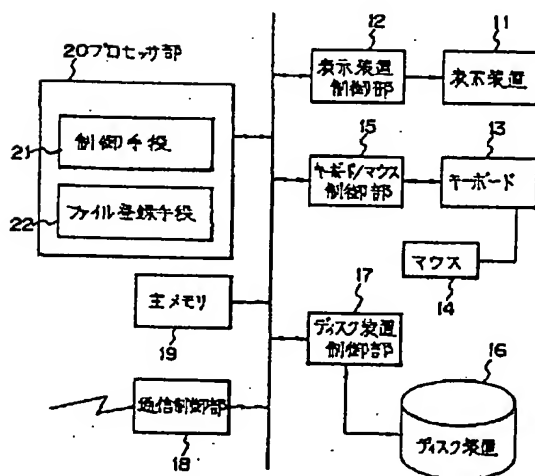 20プロセッサ部
21
制御手段
22
ファイル登録手段
主メモリ
19
通信制御部
18
12
表示装置
制御部
11
表示装置
15
キーボード/マウス
制御部
13
キーボード
マウス
14
17
ディスク装置
制御部
16
ディスク装置